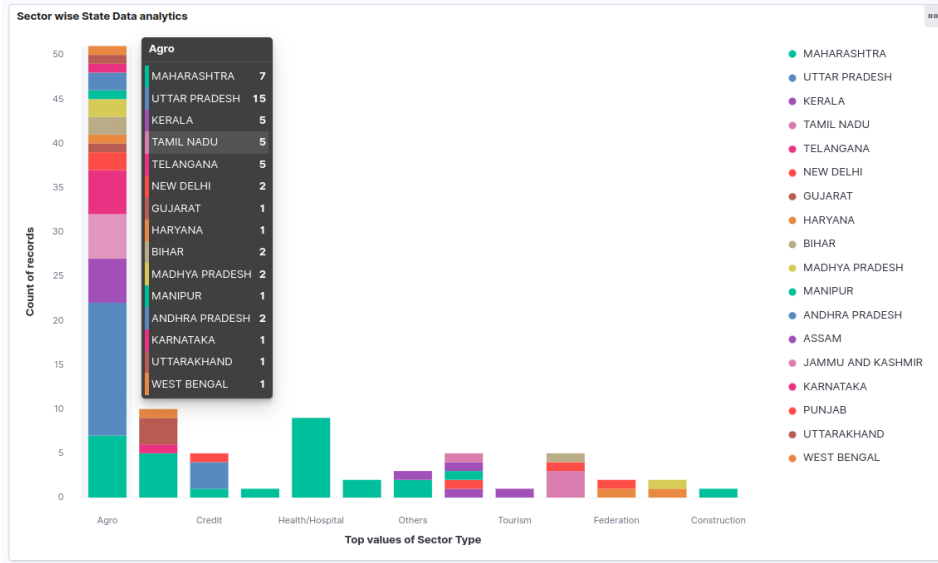 Sector wise State Data analytics
Agro
MAHARASHTRA 7
UTTAR PRADESH 15
KERALA 5
TAMIL NADU 5
TELANGANA 5
NEW DELHI 2
GUJARAT 1
HARYANA 1
BIHAR 2
MADHYA PRADESH 2
MANIPUR 1
ANDHRA PRADESH 2
KARNATAKA 1
UTTARAKHAND 1
WEST BENGAL 1
50
45
40
35
30
25
20
15
10
5
0
Count of records
Agro
Credit
Health/Hospital
Others
Tourism
Federation
Construction
Top values of Sector Type
MAHARASHTRA
UTTAR PRADESH
KERALA
TAMIL NADU
TELANGANA
NEW DELHI
GUJARAT
HARYANA
BIHAR
MADHYA PRADESH
MANIPUR
ANDHRA PRADESH
ASSAM
JAMMU AND KASHMIR
KARNATAKA
PUNJAB
UTTARAKHAND
WEST BENGAL